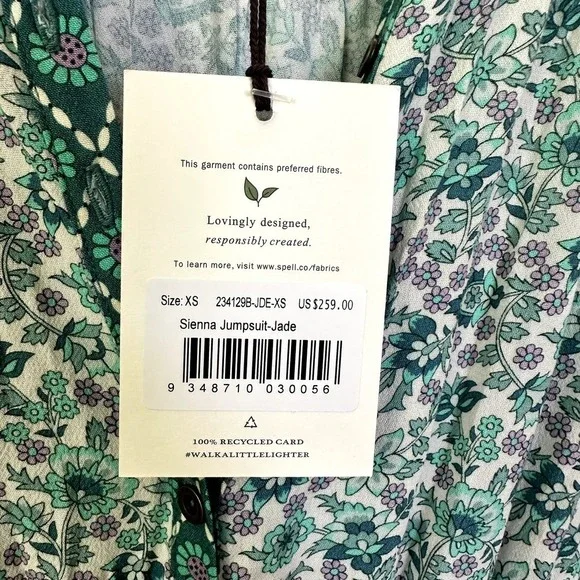 This garment contains preferred fibres.
Lovingly designed,
responsibly created.
To learn more, visit www.spell.co/fabrics
Size: XS 234129B-JDE-XS US$259.00
Sienna Jumpsuit-Jade
9 348710 030056
100% RECYCLED CARD
#WALKALITTLELIGHTER